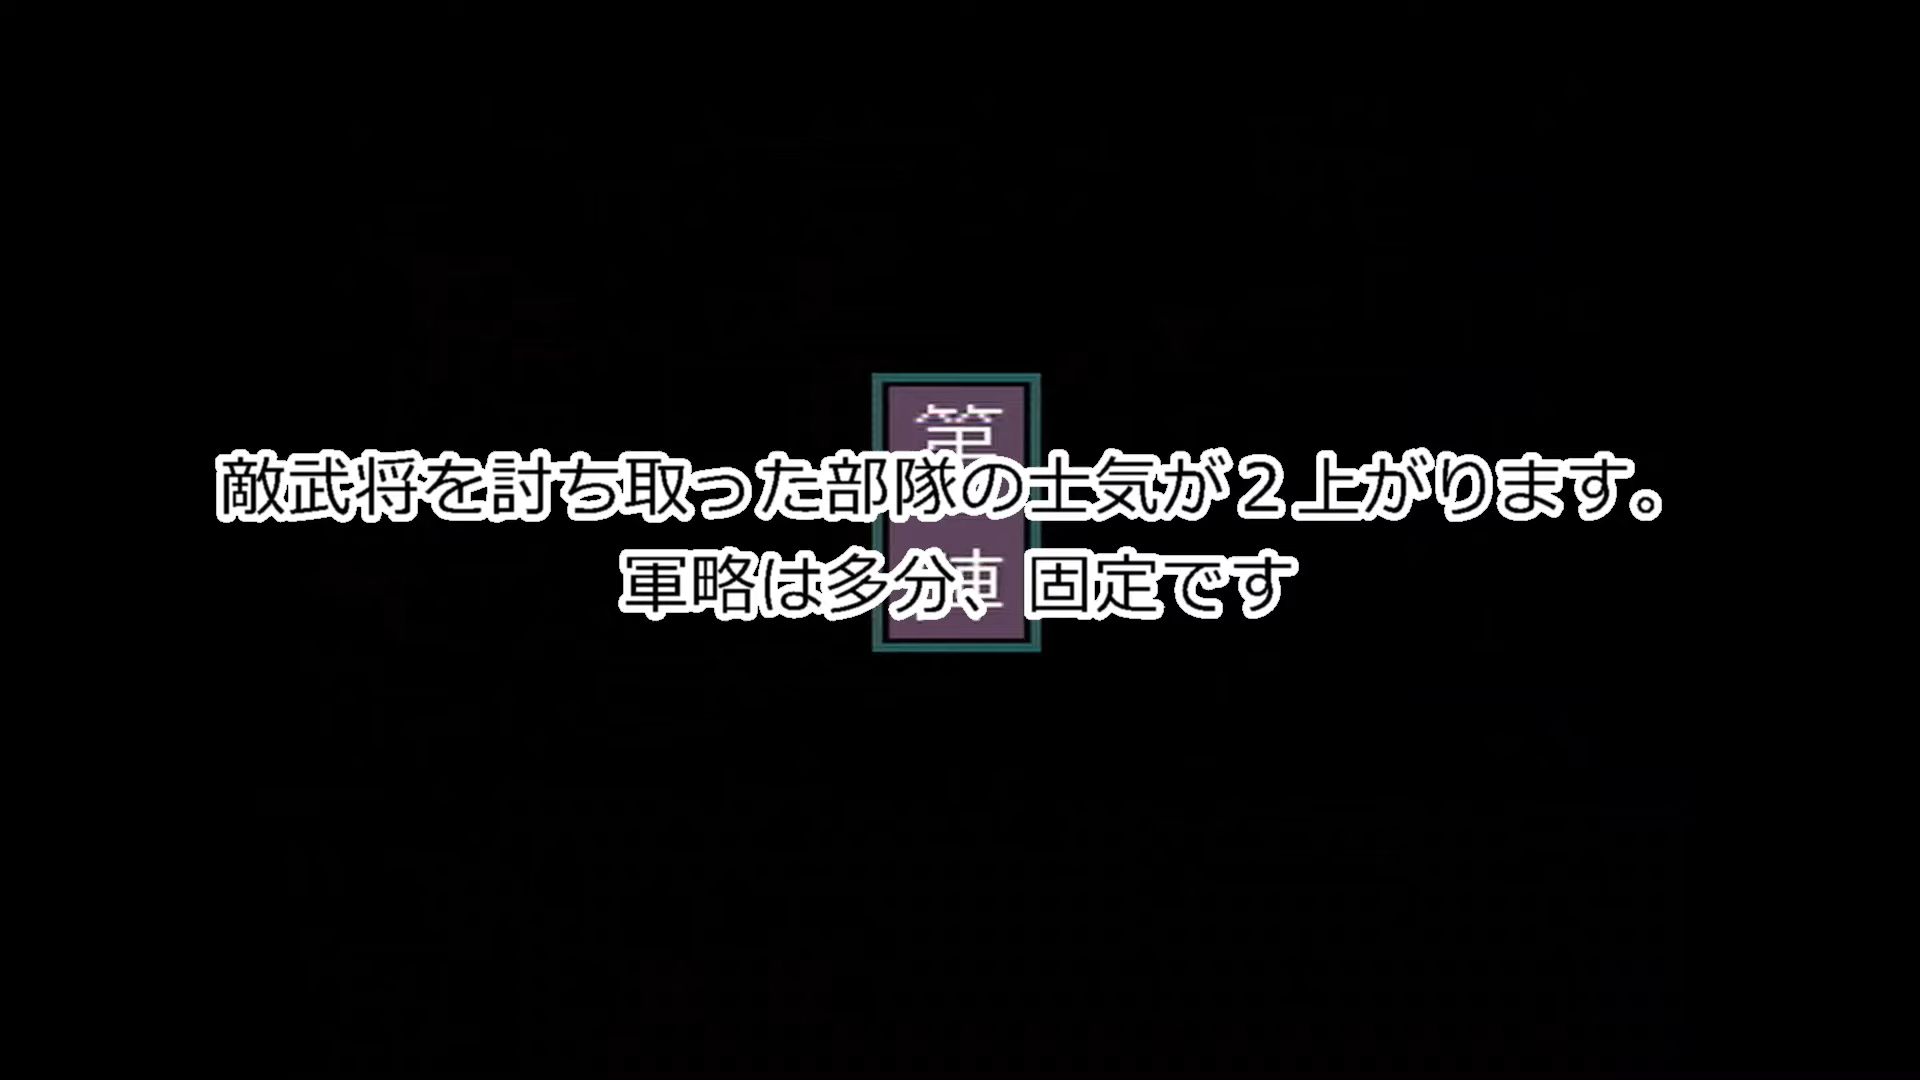 第
敵武将を討ち取った部隊の士気が２上がります。
軍略は多分、固定です